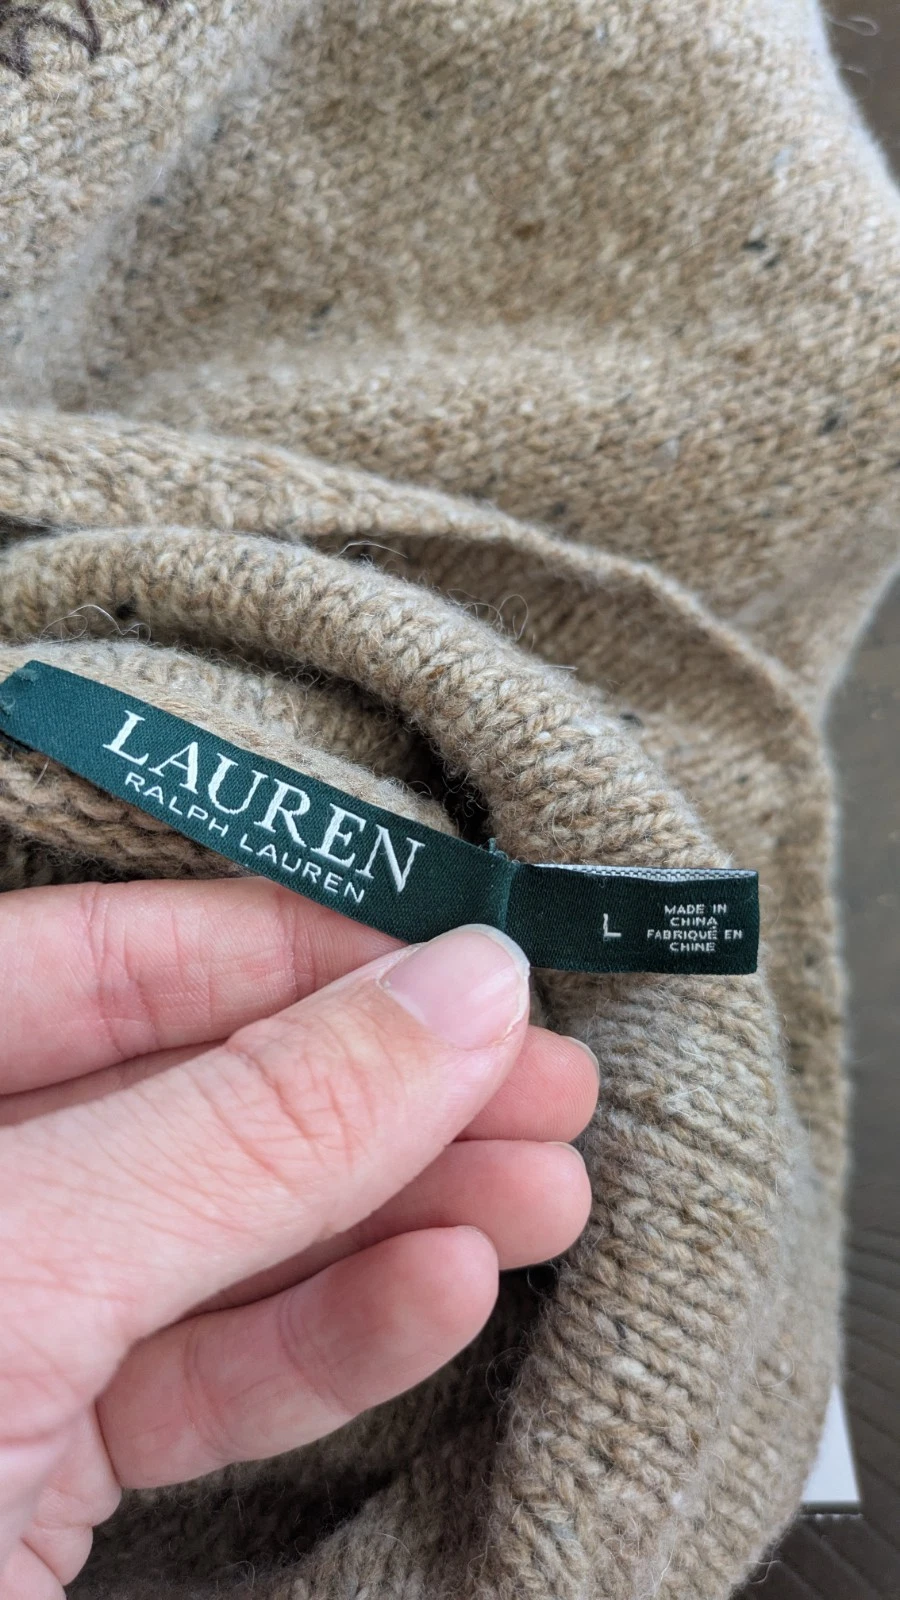 LAUREN
RALPH LAUREN
L
MADE IN
CHINA
FABRIQUÉ EN
CHINE